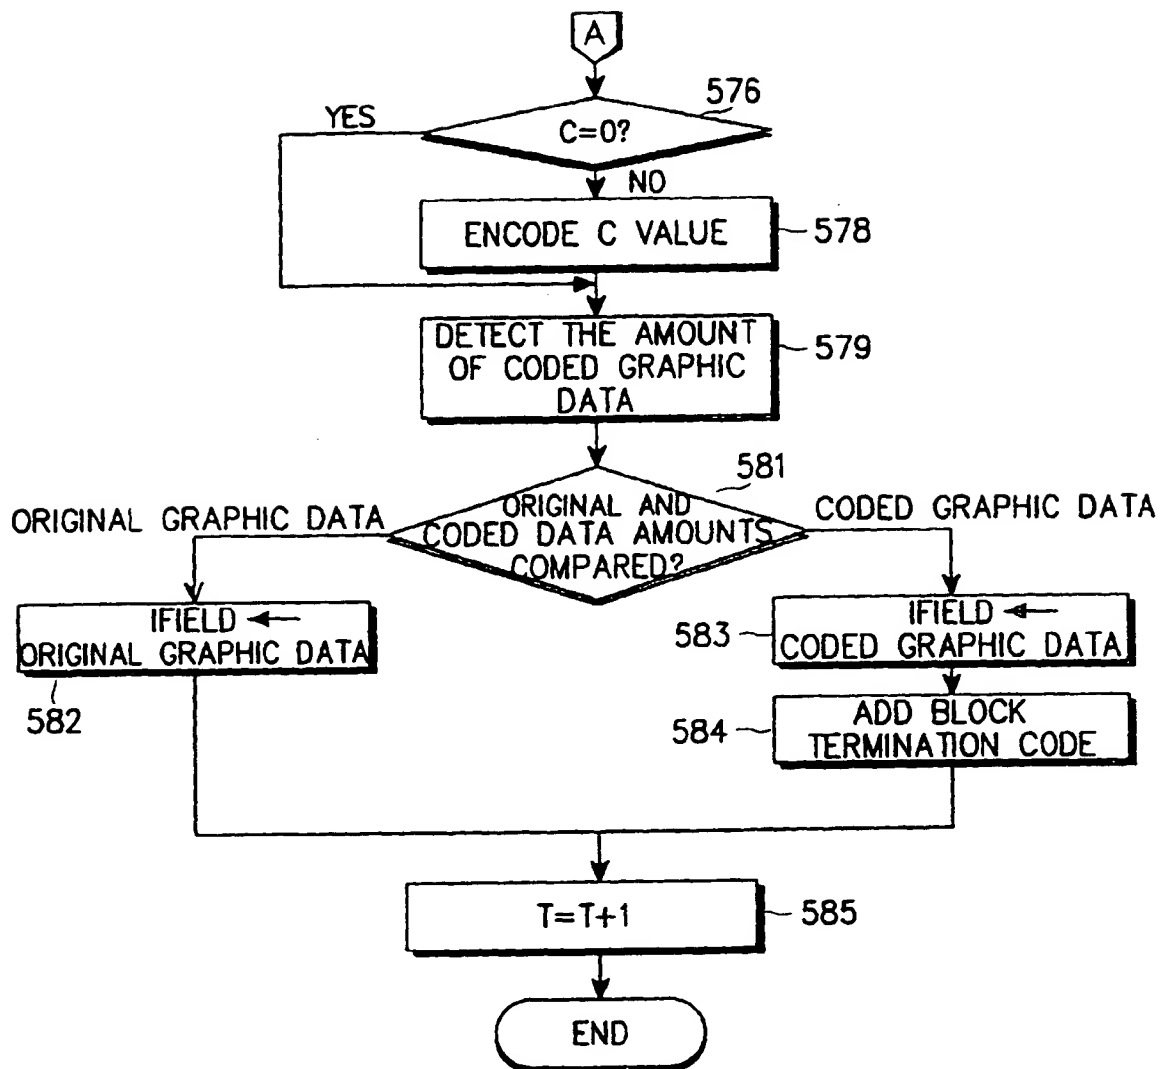 A
576
YES
C=0?
NO
ENCODE C VALUE
578
DETECT THE AMOUNT
OF CODED GRAPHIC
DATA
579
581
ORIGINAL GRAPHIC DATA
ORIGINAL AND
CODED DATA AMOUNTS
COMPARED?
CODED GRAPHIC DATA
IFIELD ←
ORIGINAL GRAPHIC DATA
582
583
IFIELD ←
CODED GRAPHIC DATA
584
ADD BLOCK
TERMINATION CODE
T=T+1
585
END